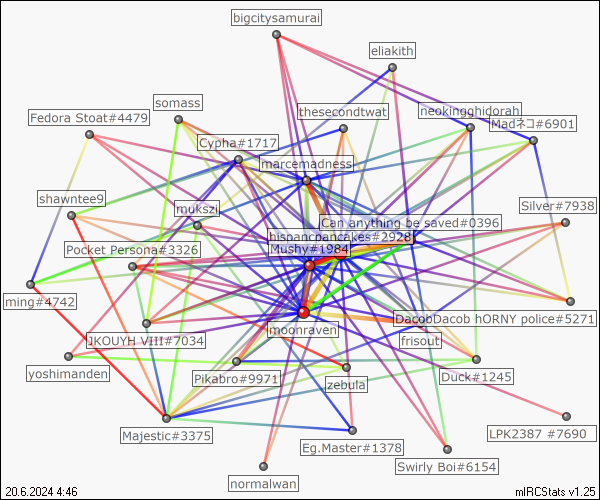 bigcitysamurai
eliakith
somass
thesecondtwat
neokingghidorah
Fedora Stoat#4479
Madネコ#6901
Cypha#1717
marcemadness
shawntee9
mukszi
Silver#7938
Can anything be saved#0396
hispanicpancakes#2928
Pocket Persona#3326
Mushy#1984
ming#4742
DacobDacob hORNY police#5271
moonraven
JKOUYH VIII#7034
frisout
yoshimanden
Pikabro#9971
zebula
Duck#1245
Majestic#3375
LPK2387 #7690
Eg.Master#1378
Swirly Boi#6154
normalwan
20.6.2024 4:46
mIRCStats v1.25